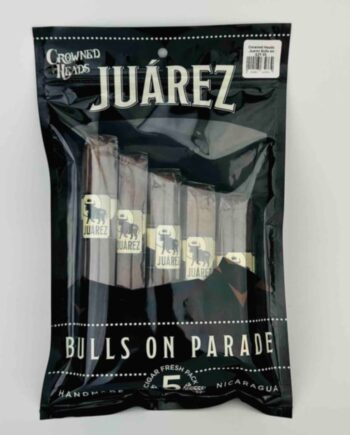 CROWNED
HEADS
JUÁREZ
JUÁREZ
JUÁREZ
JUÁREZ
JUÁREZ
BULLS ON PARADE
HANDMADE
CIGAR FRESH PACK
5
NICARAGUA